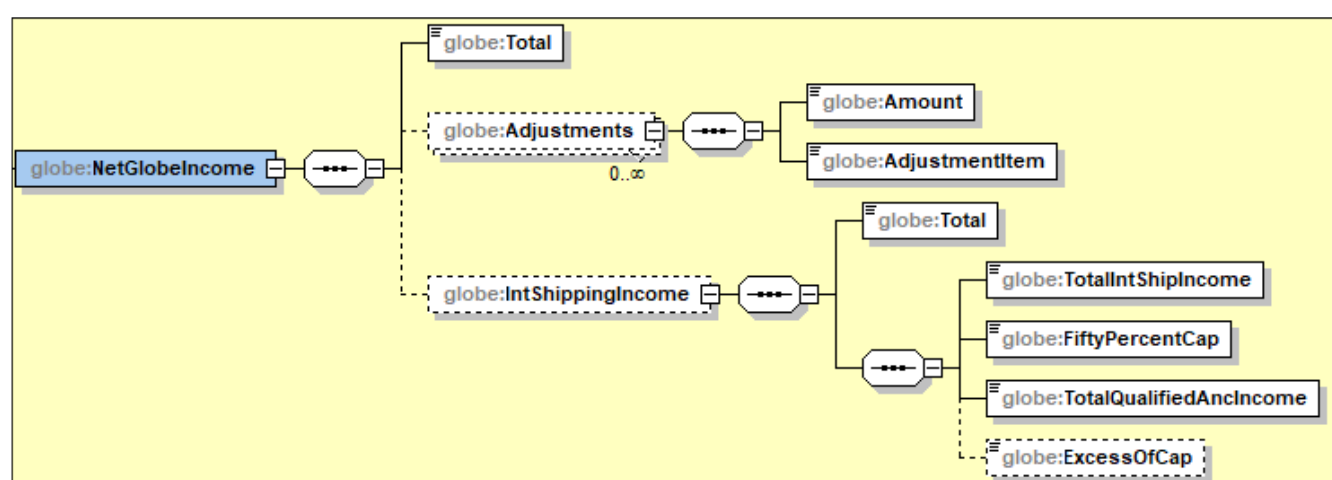 globe:Total
globe:Adjustments
0..∞
globe:Amount
globe:AdjustmentItem
globe:NetGlobeIncome
globe:IntShippingIncome
globe:Total
globe:TotalIntShipIncome
globe:FiftyPercentCap
globe:TotalQualifiedAncIncome
globe:ExcessOfCap